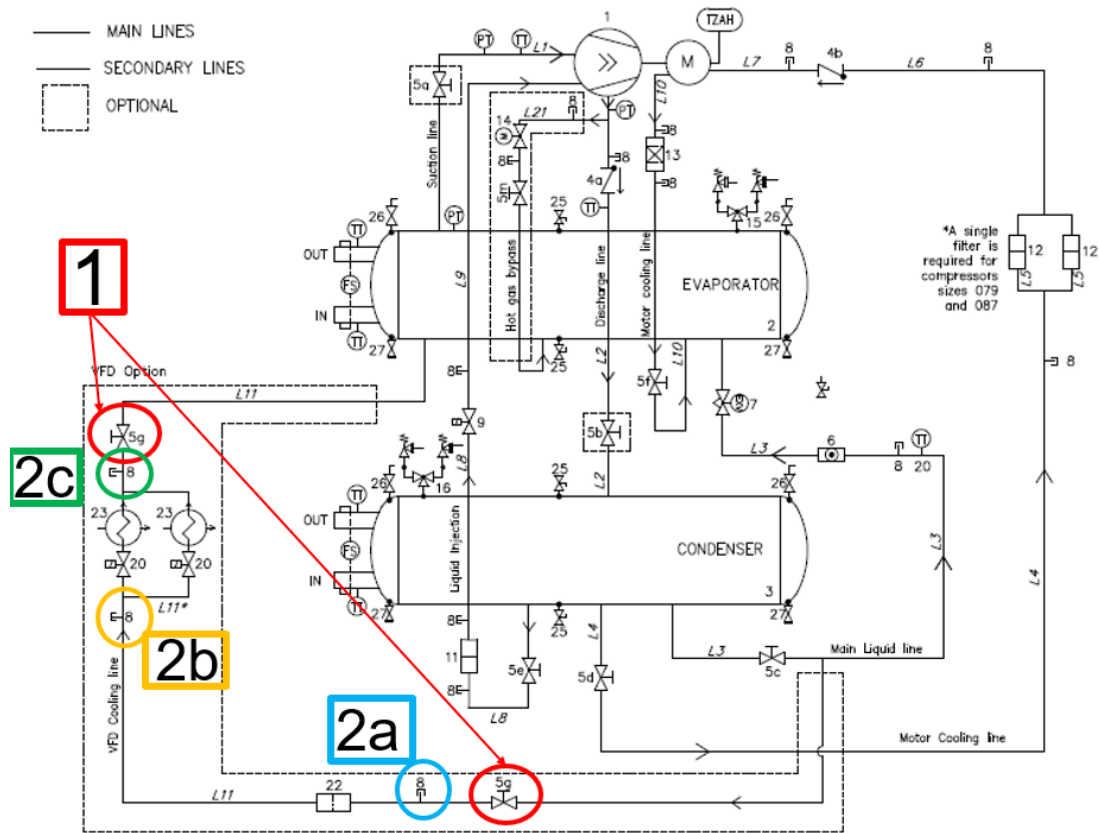 MAIN LINES
SECONDARY LINES
OPTIONAL
1
TZAH
PT
TT
L1
M
L7
8
4b
L6
8
5a
Suction line
L10
8
L21
14
M
PT
8
13
8
8
5m
4a
8
TT
25
15
26
26
PT
TT
OUT
FS
IN
TT
27
L9
Hot gas bypass
Discharge line
Motor cooling line
EVAPORATOR
2
27
*A single
filter is
required for
compressors
sizes 079
and 087
12
12
L5
L5
1
VFD Option
L11
8
25
L2
5f
L10
7
8
5g
9
5b
L3
6
8
TT
20
2c
8
L8
16
25
L2
26
26
23
23
TT
OUT
FS
IN
TT
27
Liquid Injection
CONDENSER
3
27
L3
L4
20
20
L11*
8
2b
8
25
L4
11
5e
5d
L3
5c
Main Liquid line
8
L8
VFD Cooling line
2a
Motor Cooling line
L11
22
8
5g